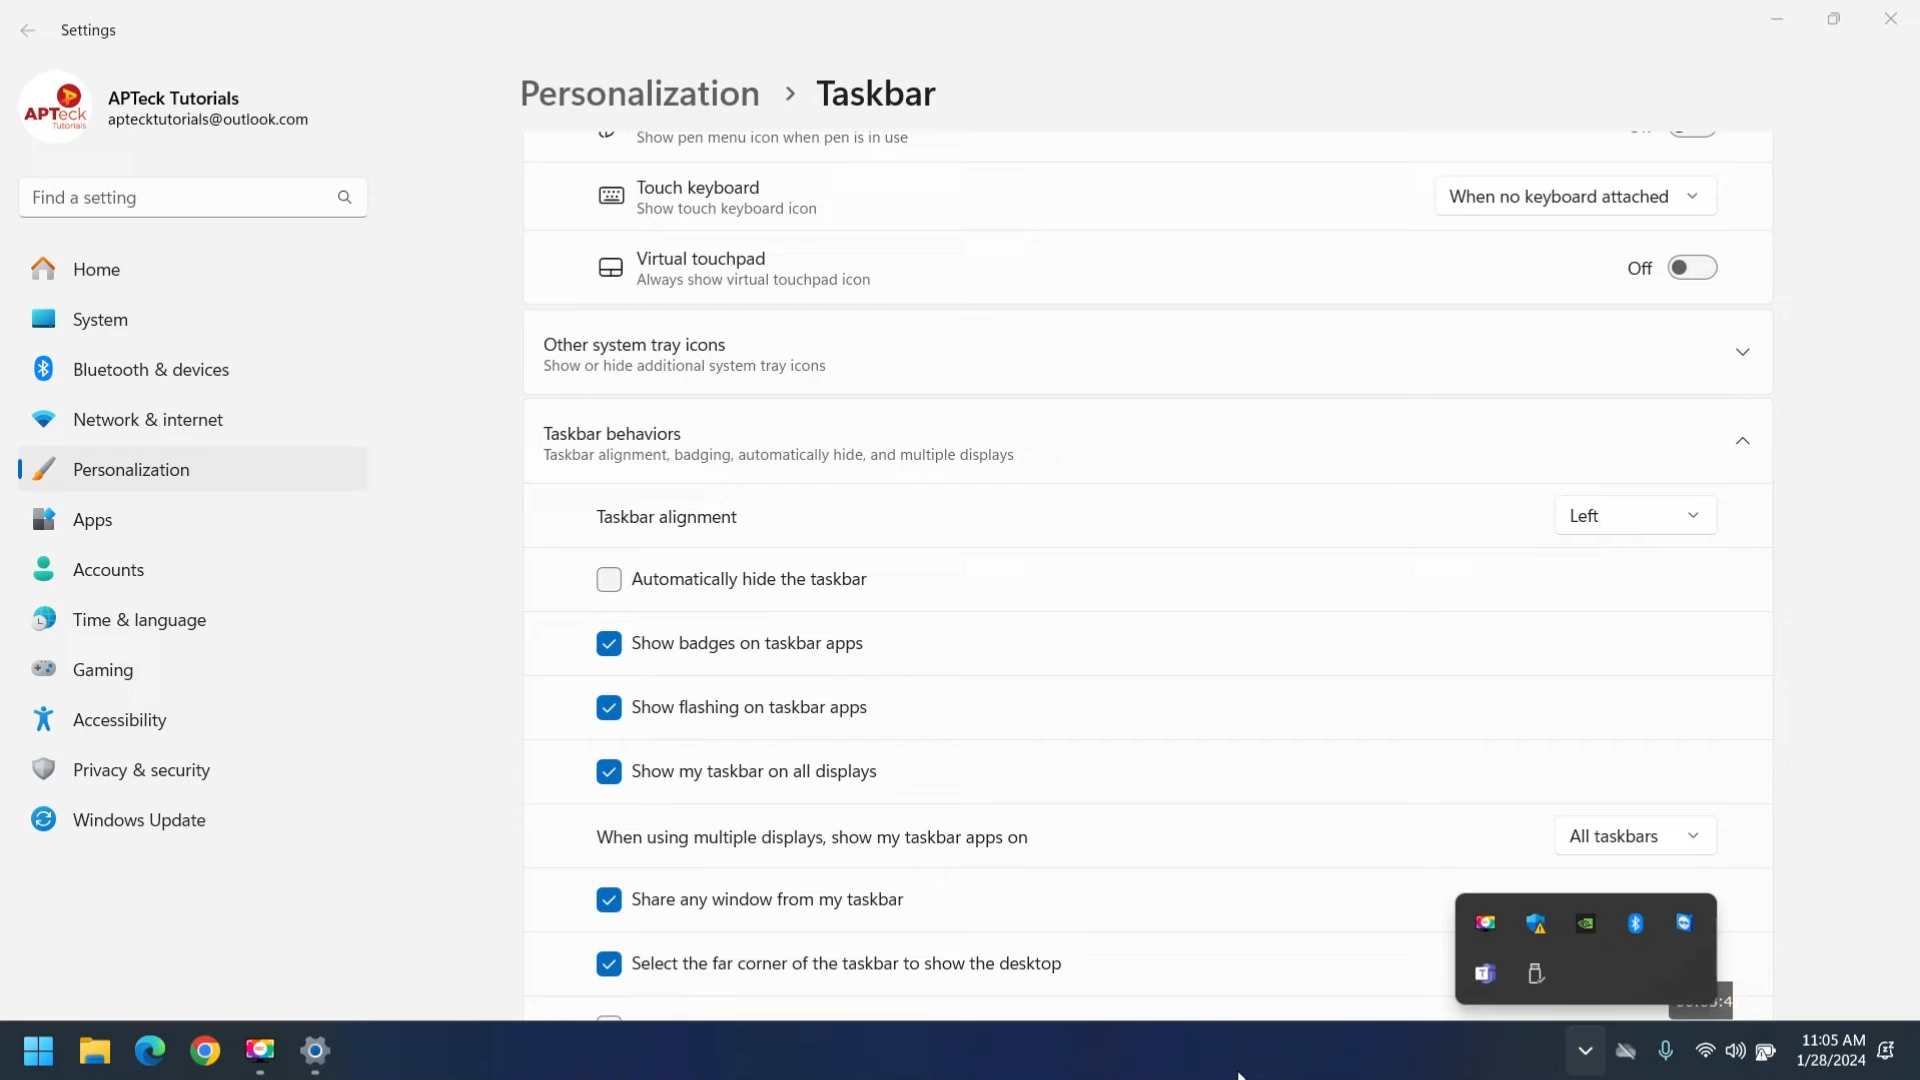 Settings
APTeck Tutorials
aptecktutorials@outlook.com
APTeck
Tutorials
Find a setting
Home
System
Bluetooth & devices
Network & internet
Personalization
Apps
Accounts
Time & language
Gaming
Accessibility
Privacy & security
Windows Update
Personalization > Taskbar
Show pen menu icon when pen is in use
Touch keyboard
Show touch keyboard icon
When no keyboard attached
Virtual touchpad
Always show virtual touchpad icon
Off
Other system tray icons
Show or hide additional system tray icons
Taskbar behaviors
Taskbar alignment, badging, automatically hide, and multiple displays
Taskbar alignment
Left
Automatically hide the taskbar
Show badges on taskbar apps
Show flashing on taskbar apps
Show my taskbar on all displays
When using multiple displays, show my taskbar apps on
All taskbars
Share any window from my taskbar
Select the far corner of the taskbar to show the desktop
11:05 AM
1/28/2024